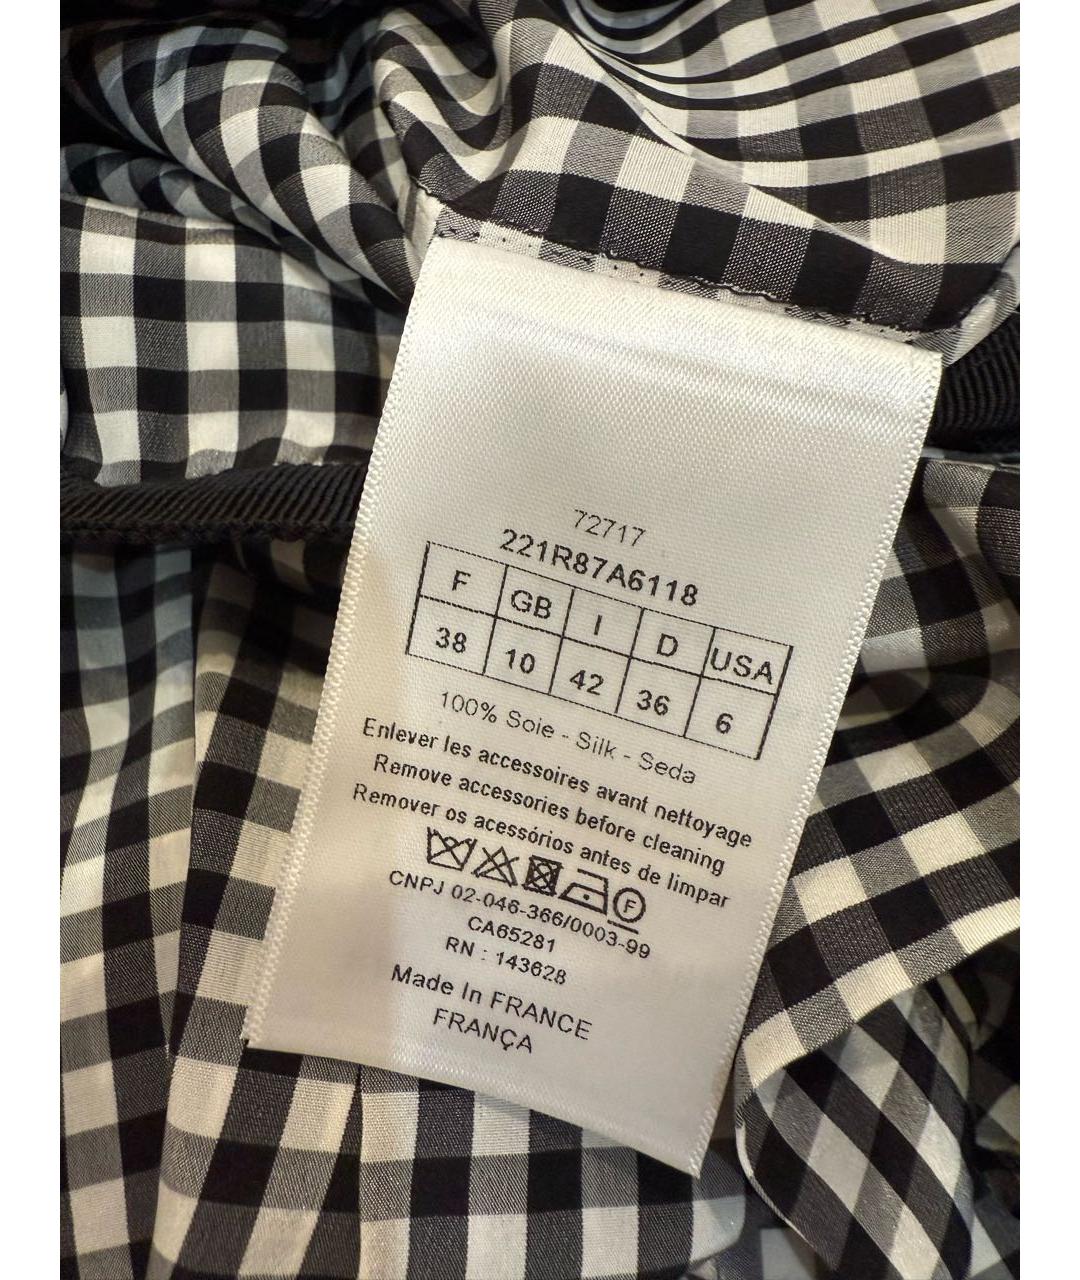 72717
221R87A6118
F GB I D USA
38 10 42 36 6
100% Soie - Silk - Seda
Enlever les accessoires avant nettoyage
Remove accessories before cleaning
Remover os acessórios antes de limpar
F
CNPJ 02-046-366/0003-99
CA65281
RN : 143628
Made In FRANCE
FRANÇA